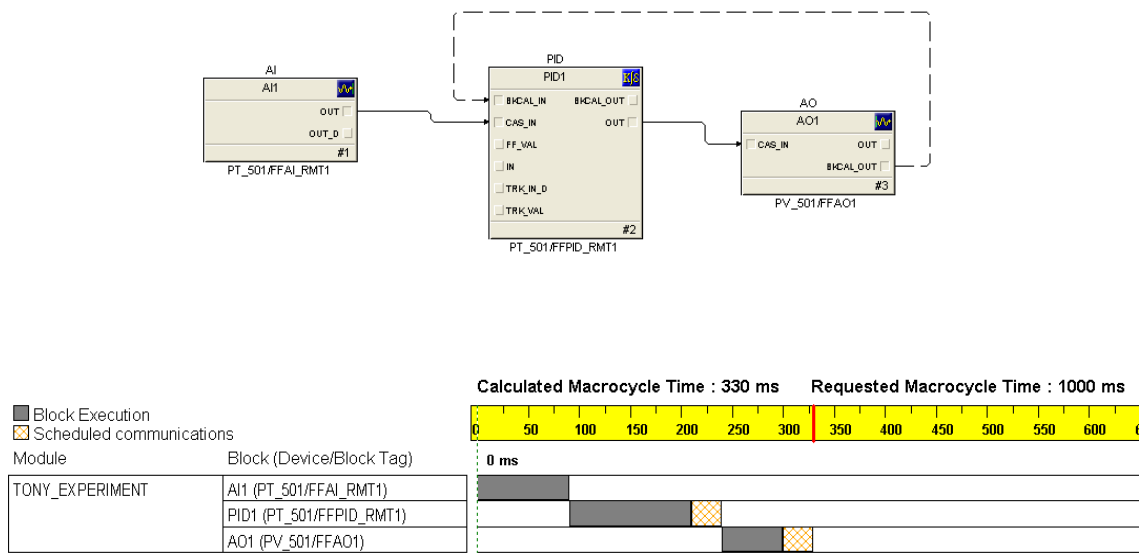 AI
AI1
OUT
OUT_D
#1
PT_501/FFAI_RMT1
PID
PID1
BKCAL_IN BKCAL_OUT
CAS_IN OUT
FF_VAL
IN
TRK_IN_D
TRK_VAL
#2
PT_501/FFPID_RMT1
AO
AO1
CAS_IN OUT
BKCAL_OUT
#3
PV_501/FFAO1
Calculated Macrocycle Time : 330 ms Requested Macrocycle Time : 1000 ms
Block Execution
Scheduled communications
0 50 100 150 200 250 300 350 400 450 500 550 600
Module Block (Device/Block Tag) 0 ms
TONY_EXPERIMENT AI1 (PT_501/FFAI_RMT1)
PID1 (PT_501/FFPID_RMT1)
AO1 (PV_501/FFAO1)